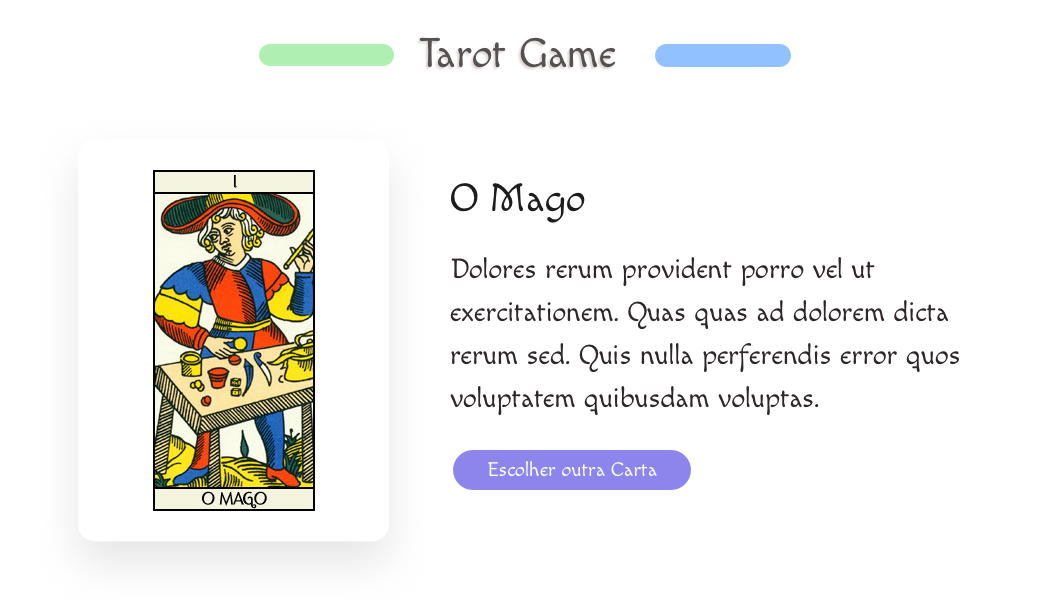 Tarot Game
I
O MAGO
O Mago
Dolores rerum provident porro vel ut
exercitationem. Quas quas ad dolorem dicta
rerum sed. Quis nulla perferendis error quos
voluptatem quibusdam voluptas.
Escolher outra Carta